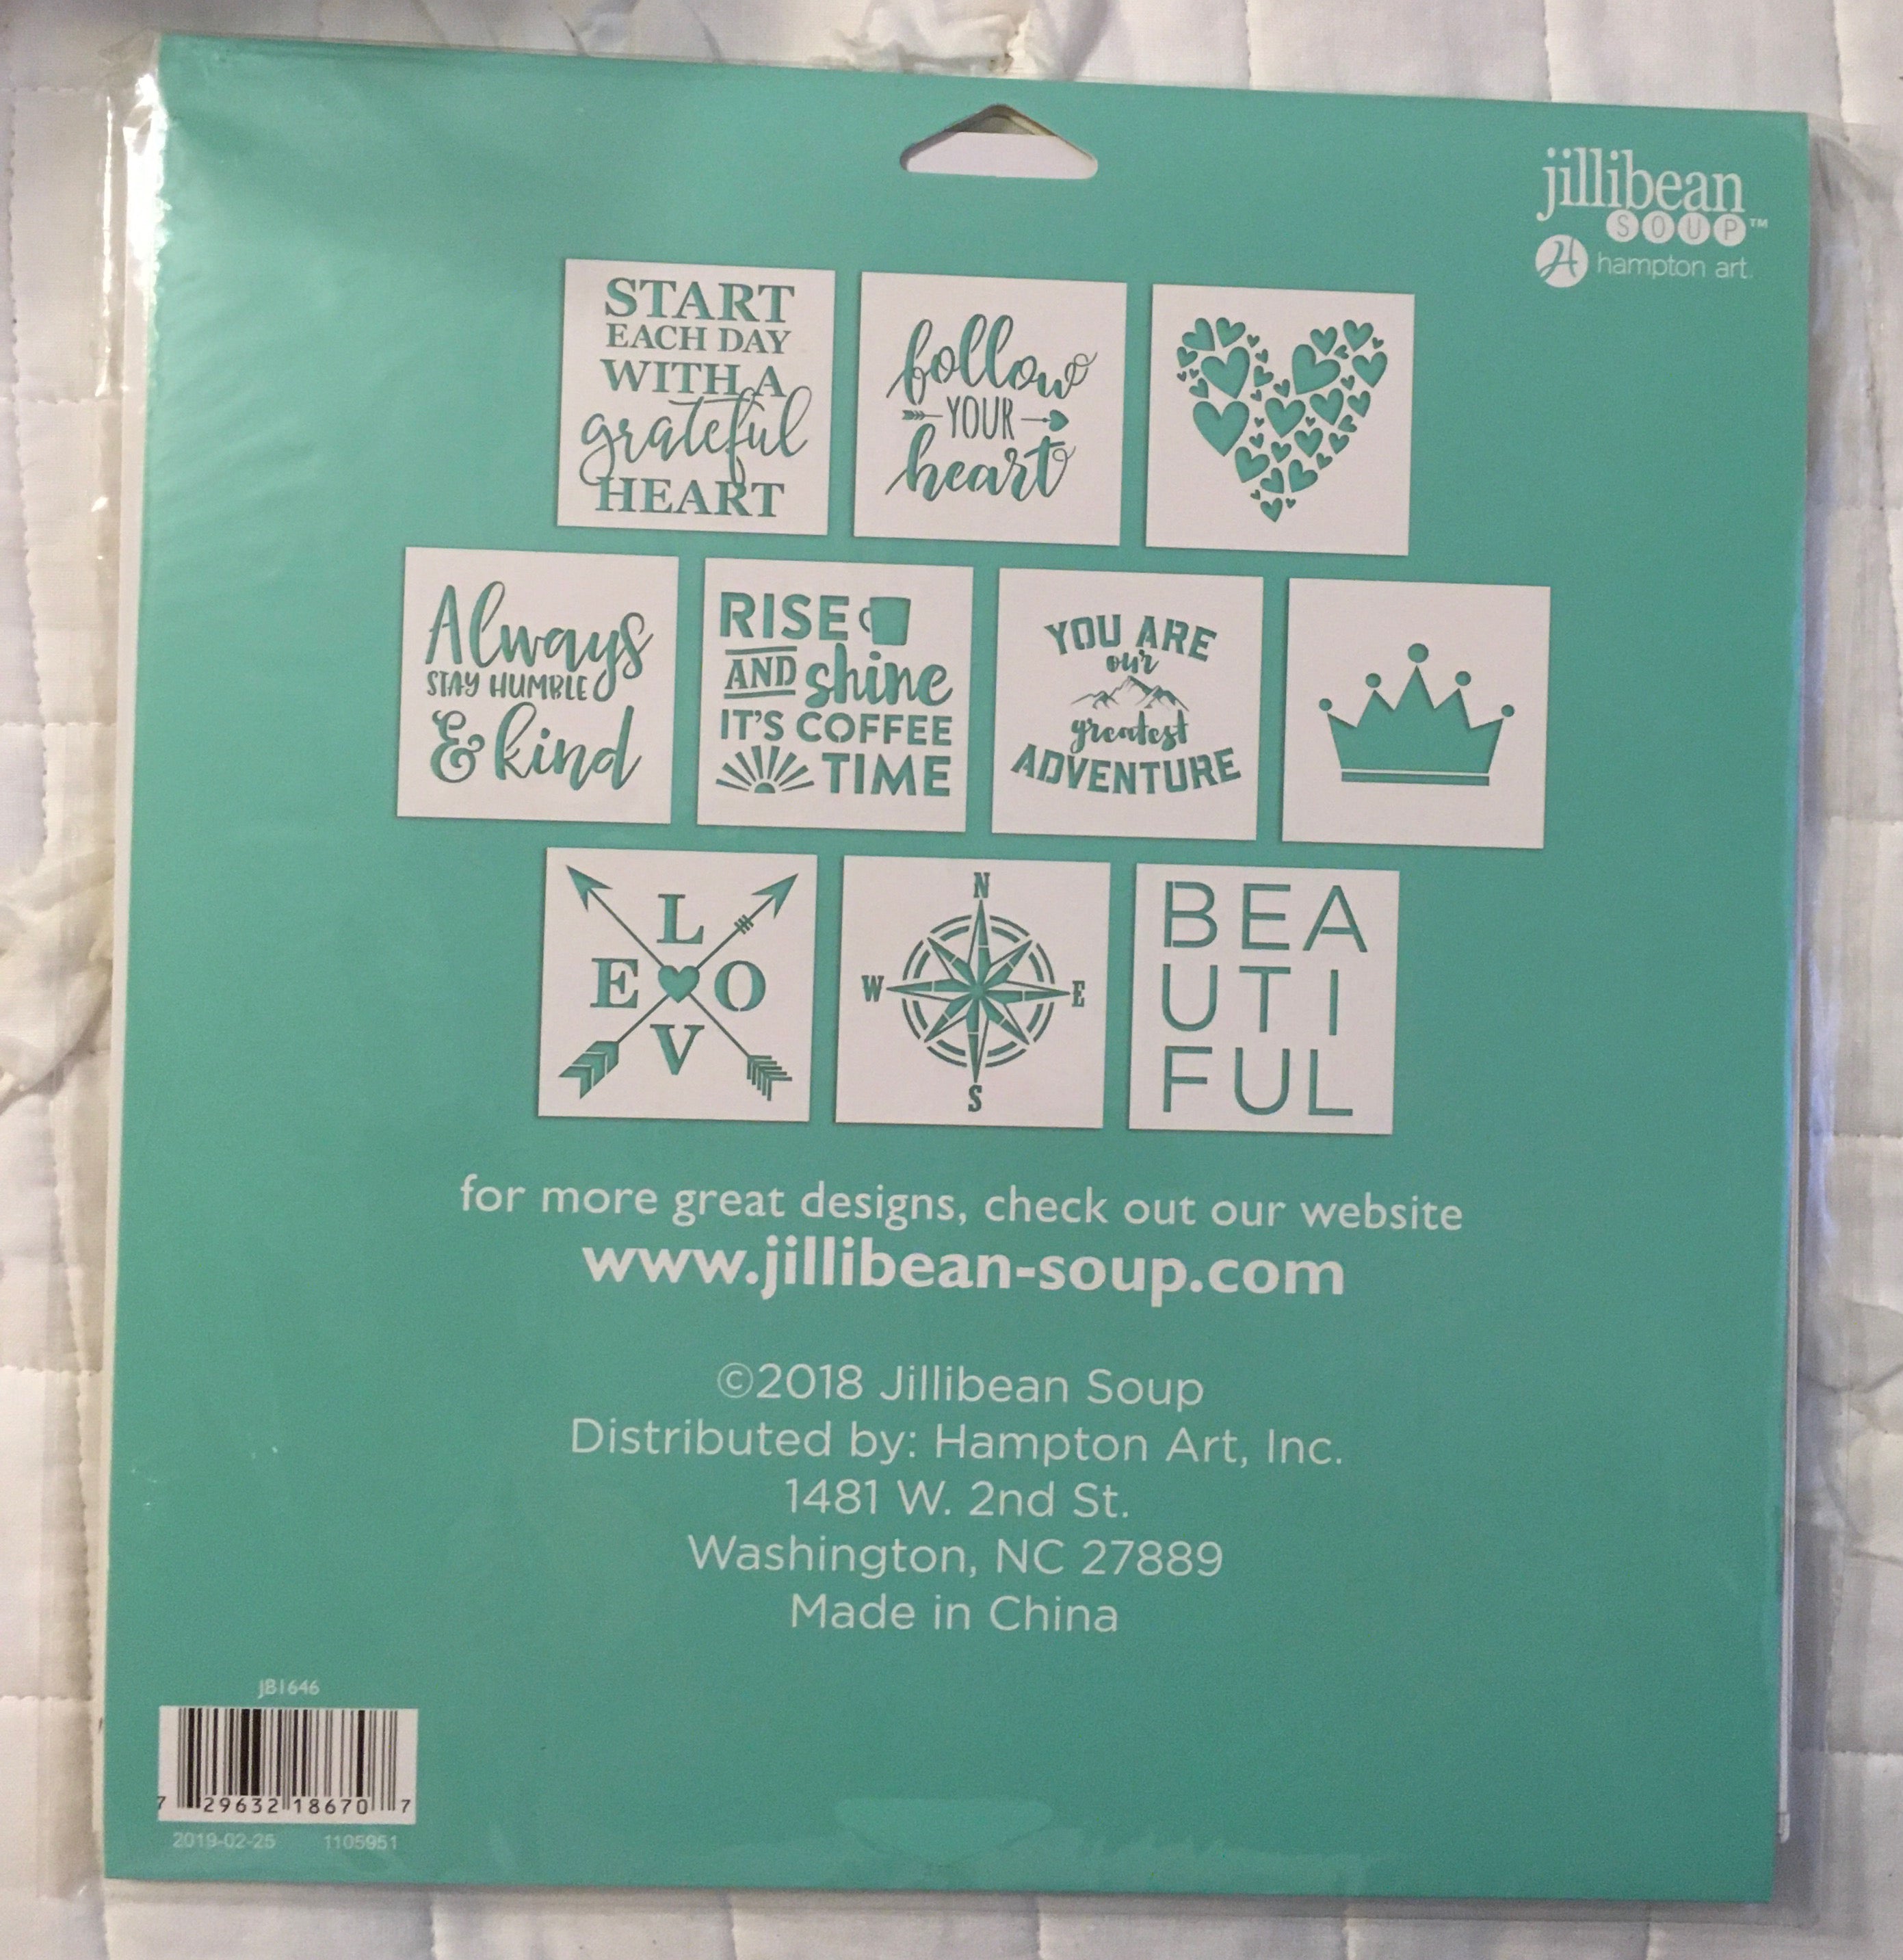 jillibean
SOUP™
H hampton art.
START
EACH DAY
WITH A
grateful
HEART
follow
YOUR
heart
Always
STAY HUMBLE
& kind
RISE
AND shine
IT'S COFFEE
TIME
YOU ARE
our
greatest
ADVENTURE
L
E O
V
N
W E
S
BEA
UTI
FUL
for more great designs, check out our website
www.jillibean-soup.com
©2018 Jillibean Soup
Distributed by: Hampton Art, Inc.
1481 W. 2nd St.
Washington, NC 27889
Made in China
JB1646
7 29632 18670 7
2019-02-25 1105951